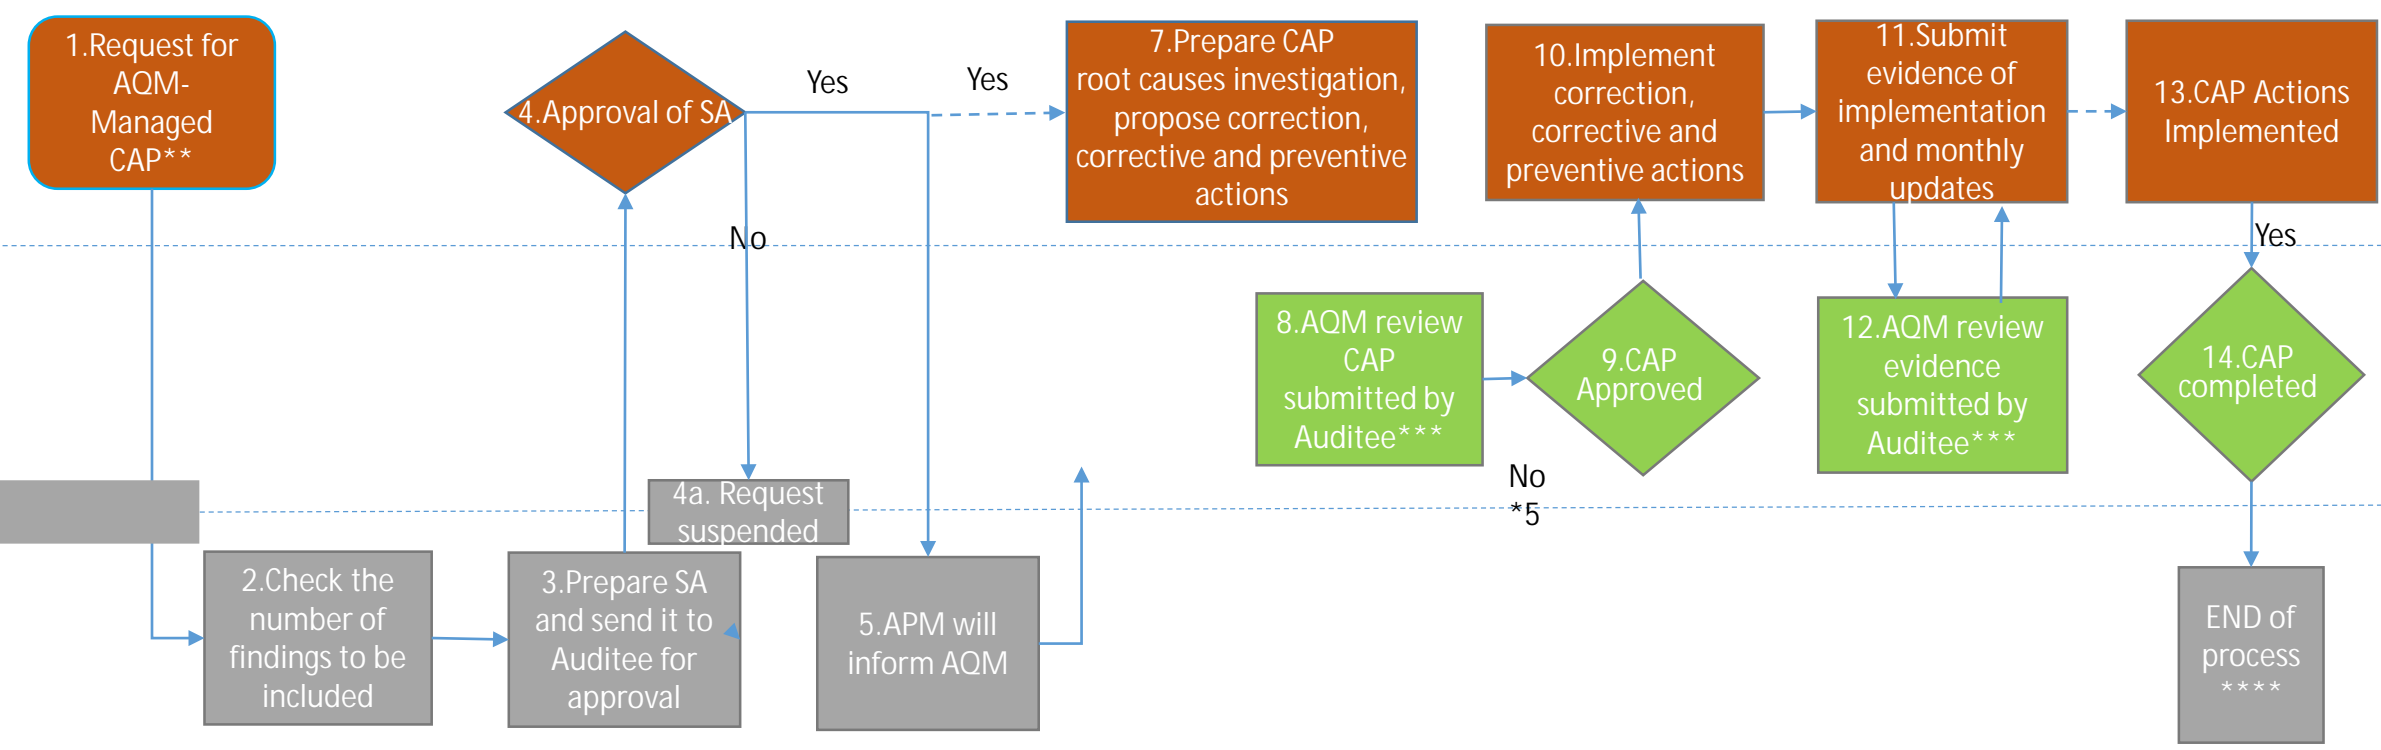 1.Request for
AQM-
Managed
CAP**
4.Approval of SA
Yes
Yes
No
7.Prepare CAP
root causes investigation,
propose correction,
corrective and preventive
actions
10.Implement
correction,
corrective and
preventive actions
11.Submit
evidence of
implementation
and monthly
updates
13.CAP Actions
Implemented
Yes
8.AQM review
CAP
submitted by
Auditee***
9.CAP
Approved
No
*5
12.AQM review
evidence
submitted by
Auditee***
14.CAP
completed
4a. Request
suspended
2.Check the
number of
findings to be
included
3.Prepare SA
and send it to
Auditee for
approval
5.APM will
inform AQM
END of
process
****